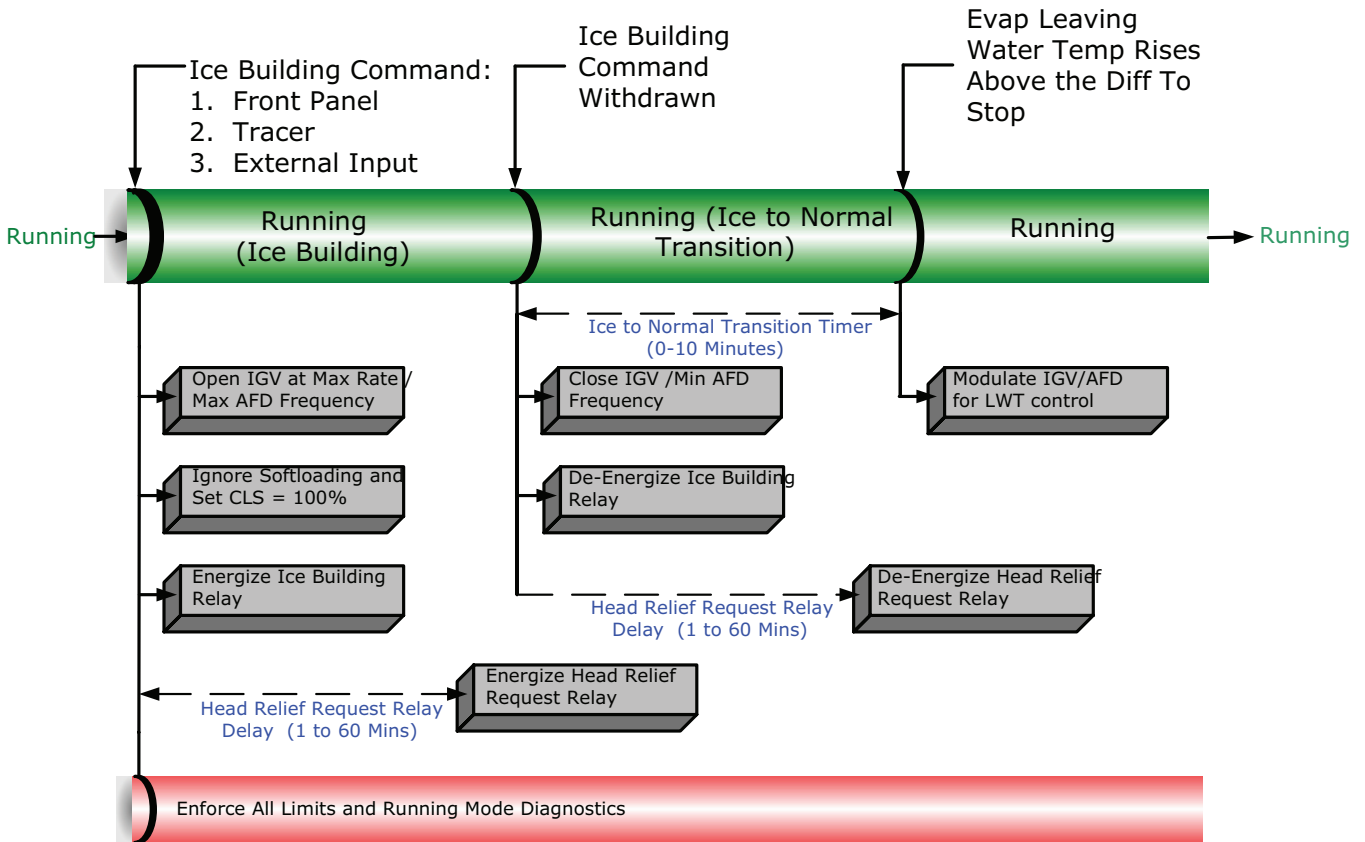 Ice Building Command:
1. Front Panel
2. Tracer
3. External Input
Ice Building
Command
Withdrawn
Evap Leaving
Water Temp Rises
Above the Diff To
Stop
Running
Running
(Ice Building)
Running (Ice to Normal
Transition)
Running
Running
Ice to Normal Transition Timer
(0-10 Minutes)
Open IGV at Max Rate /
Max AFD Frequency
Close IGV /Min AFD
Frequency
Modulate IGV/AFD
for LWT control
Ignore Softloading and
Set CLS = 100%
De-Energize Ice Building
Relay
Energize Ice Building
Relay
Head Relief Request Relay
Delay (1 to 60 Mins)
De-Energize Head Relief
Request Relay
Head Relief Request Relay
Delay (1 to 60 Mins)
Energize Head Relief
Request Relay
Enforce All Limits and Running Mode Diagnostics